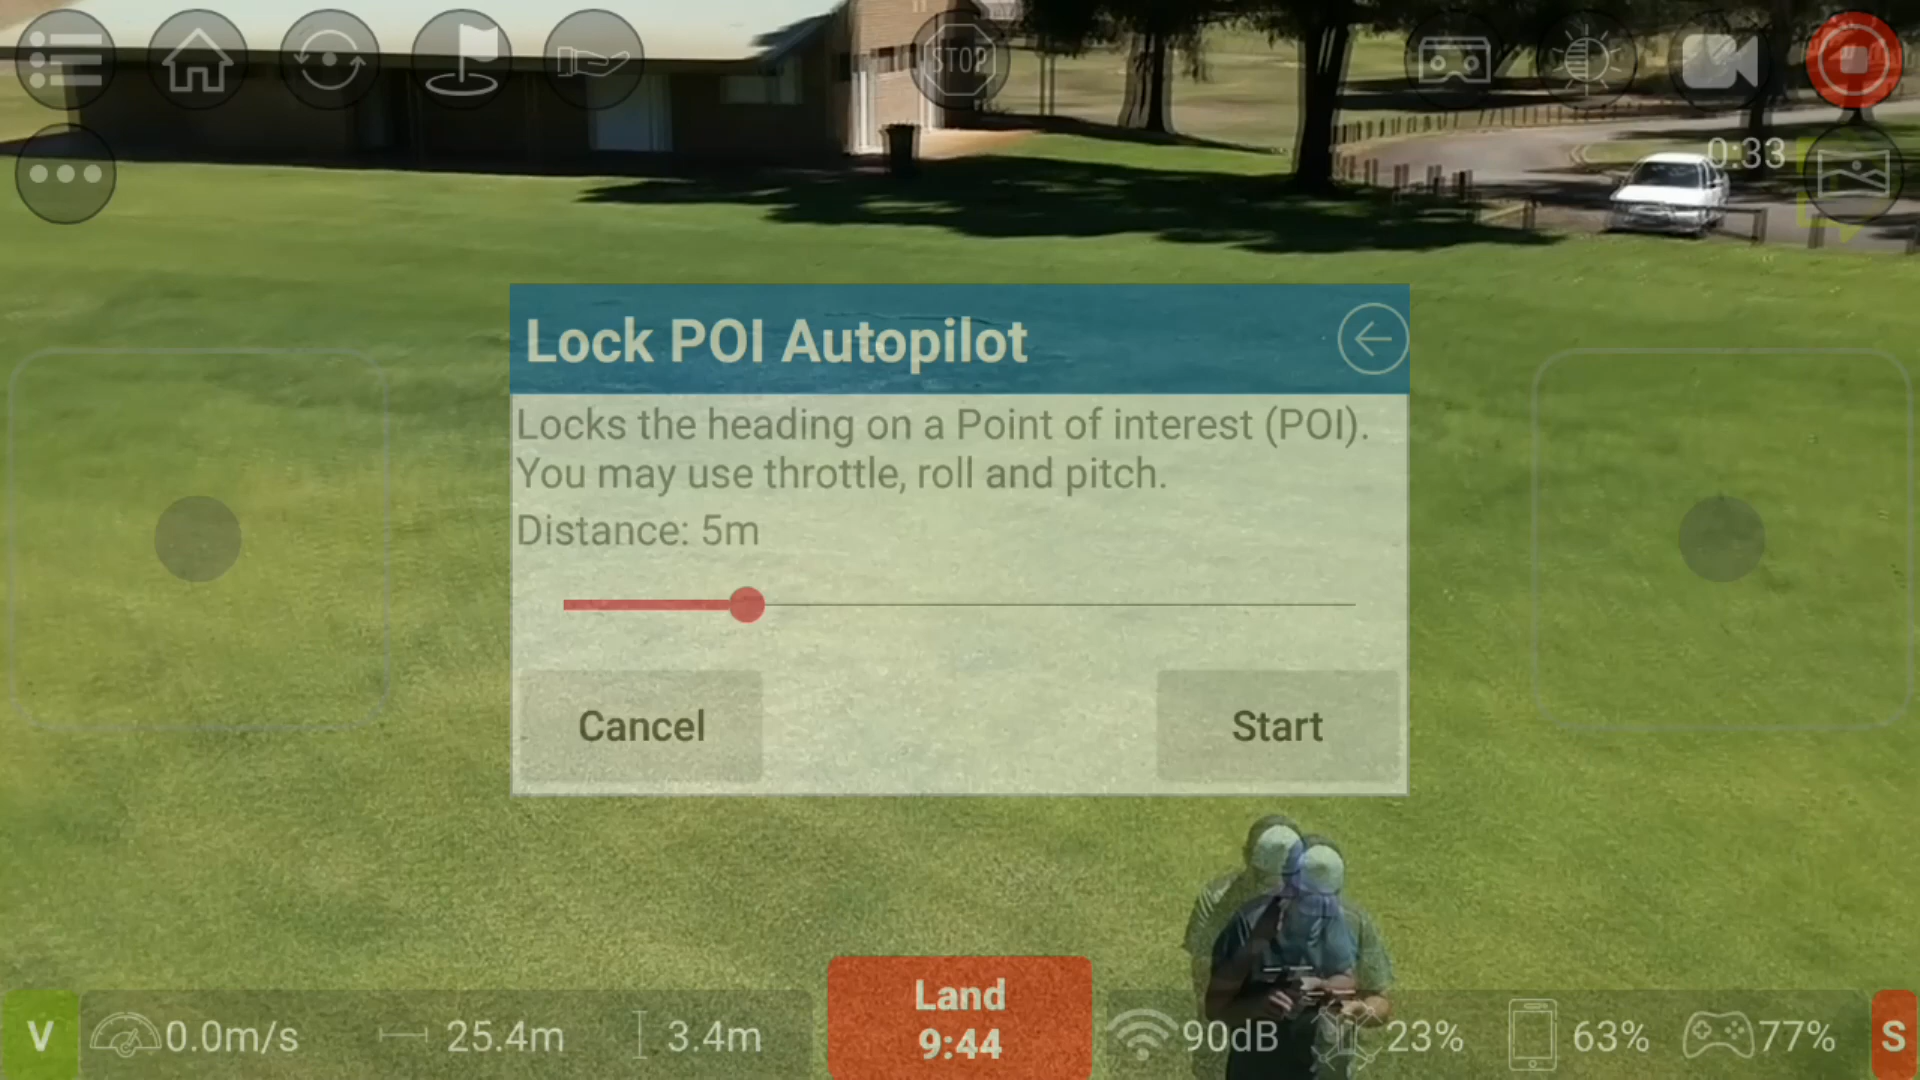 STOP
0:33
Lock POI Autopilot
Locks the heading on a Point of interest (POI).
You may use throttle, roll and pitch.
Distance: 5m
Cancel
Start
Land
9:44
V
0.0m/s
25.4m
3.4m
90dB
23%
63%
77%
S